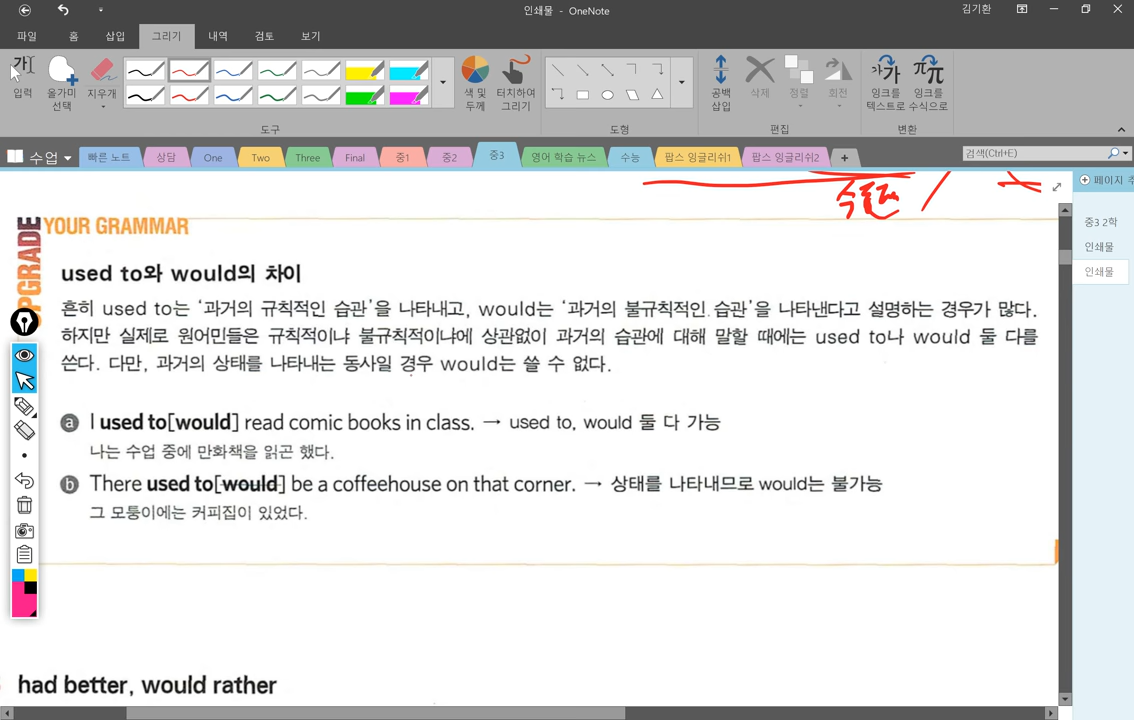 인쇄물 - OneNote
김기환
파일 홈 삽입 그리기 내역 검토 보기
가
입력
올가미
선택
지우개
도구
색 및
두께
터치하여
그리기
도형
공백
삽입
삭제
정렬
회전
편집
잉크를
텍스트로
잉크를
수식으로
변환
수업
빠른 노트 상담 One Two Three Final 중1 중2 중3 영어 학습 뉴스 수능 팝스 잉글리쉬1 팝스 잉글리쉬2
검색(Ctrl+E)
페이지 추
중3 2학
인쇄물
인쇄물
PGRADE YOUR GRAMMAR
used to와 would의 차이
흔히 used to는 ‘과거의 규칙적인 습관’을 나타내고, would는 ‘과거의 불규칙적인 습관’을 나타낸다고 설명하는 경우가 많다.
하지만 실제로 원어민들은 규칙적이냐 불규칙적이냐에 상관없이 과거의 습관에 대해 말할 때에는 used to나 would 둘 다를
쓴다. 다만, 과거의 상태를 나타내는 동사일 경우 would는 쓸 수 없다.
a I used to[would] read comic books in class. → used to, would 둘 다 가능
나는 수업 중에 만화책을 읽곤 했다.
b There used to[would] be a coffeehouse on that corner. → 상태를 나타내므로 would는 불가능
그 모퉁이에는 커피집이 있었다.
had better, would rather